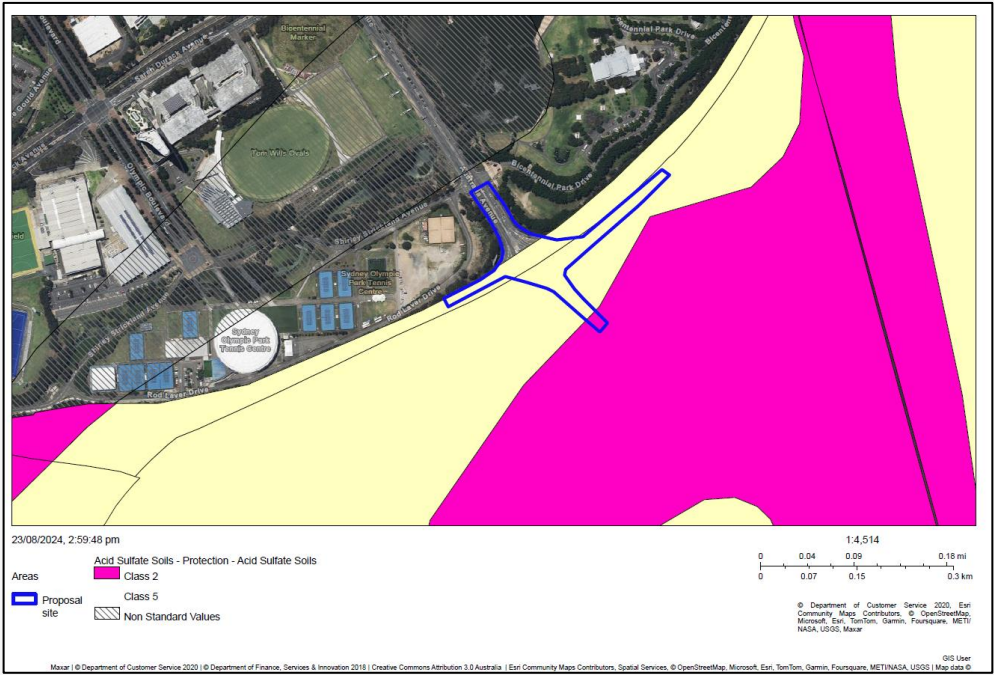 Boulevard
Sarah Durack Avenue
Bicentennial
Marker
Bicentennial Park Drive
Tom Wills Ovals
Bicentennial Park Drive
Australia Avenue
Shirley Strickland Avenue
Olympic Boulevard
Sydney Olympic
Park Tennis
Centre
Rod Laver Drive
Shirley Strickland Avenue
Sydney
Olympic Park
Tennis Centre
Rod Laver Drive
23/08/2024, 2:59:48 pm
1:4,514
Acid Sulfate Soils - Protection - Acid Sulfate Soils
0 0.04 0.09 0.18 mi
0 0.07 0.15 0.3 km
Areas
Class 2
Proposal
site
Class 5
Non Standard Values
© Department of Customer Service 2020, Esri
Community Maps Contributors, © OpenStreetMap,
Microsoft, Esri, TomTom, Garmin, Foursquare, METI/
NASA, USGS, Maxar
GIS User
Maxar | © Department of Customer Service 2020 | © Department of Finance, Services & Innovation 2018 | Creative Commons Attribution 3.0 Australia | Esri Community Maps Contributors, Spatial Services, © OpenStreetMap, Microsoft, Esri, TomTom, Garmin, Foursquare, METI/NASA, USGS | Map data ©